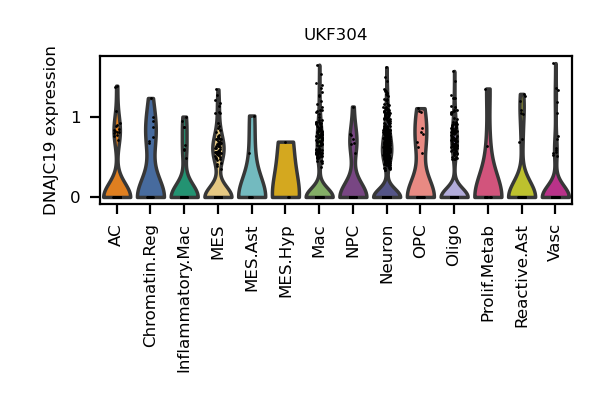 UKF304
DNAJC19 expression
1
0
AC
Chromatin.Reg
Inflammatory.Mac
MES
MES.Ast
MES.Hyp
Mac
NPC
Neuron
OPC
Oligo
Prolif.Metab
Reactive.Ast
Vasc